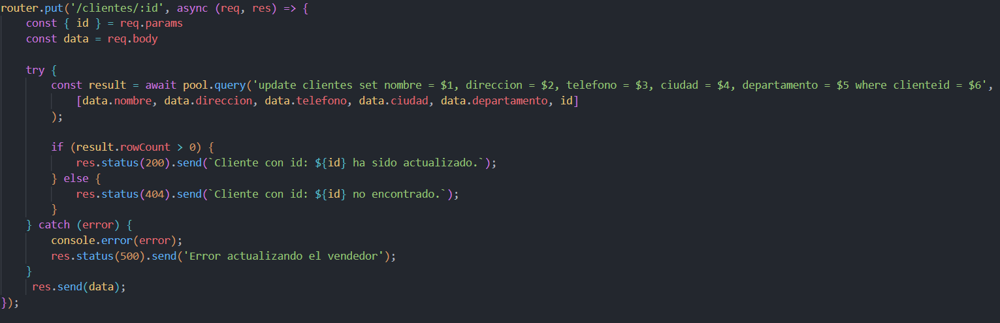 router.put('/clientes/:id', async (req, res) => {
    const { id } = req.params
    const data = req.body

    try {
        const result = await pool.query('update clientes set nombre = $1, direccion = $2, telefono = $3, ciudad = $4, departamento = $5 where clienteid = $6',
            [data.nombre, data.direccion, data.telefono, data.ciudad, data.departamento, id]
        );

        if (result.rowCount > 0) {
            res.status(200).send(`Cliente con id: ${id} ha sido actualizado.`);
        } else {
            res.status(404).send(`Cliente con id: ${id} no encontrado.`);
        }
    } catch (error) {
        console.error(error);
        res.status(500).send('Error actualizando el vendedor');
    }
     res.send(data);
});